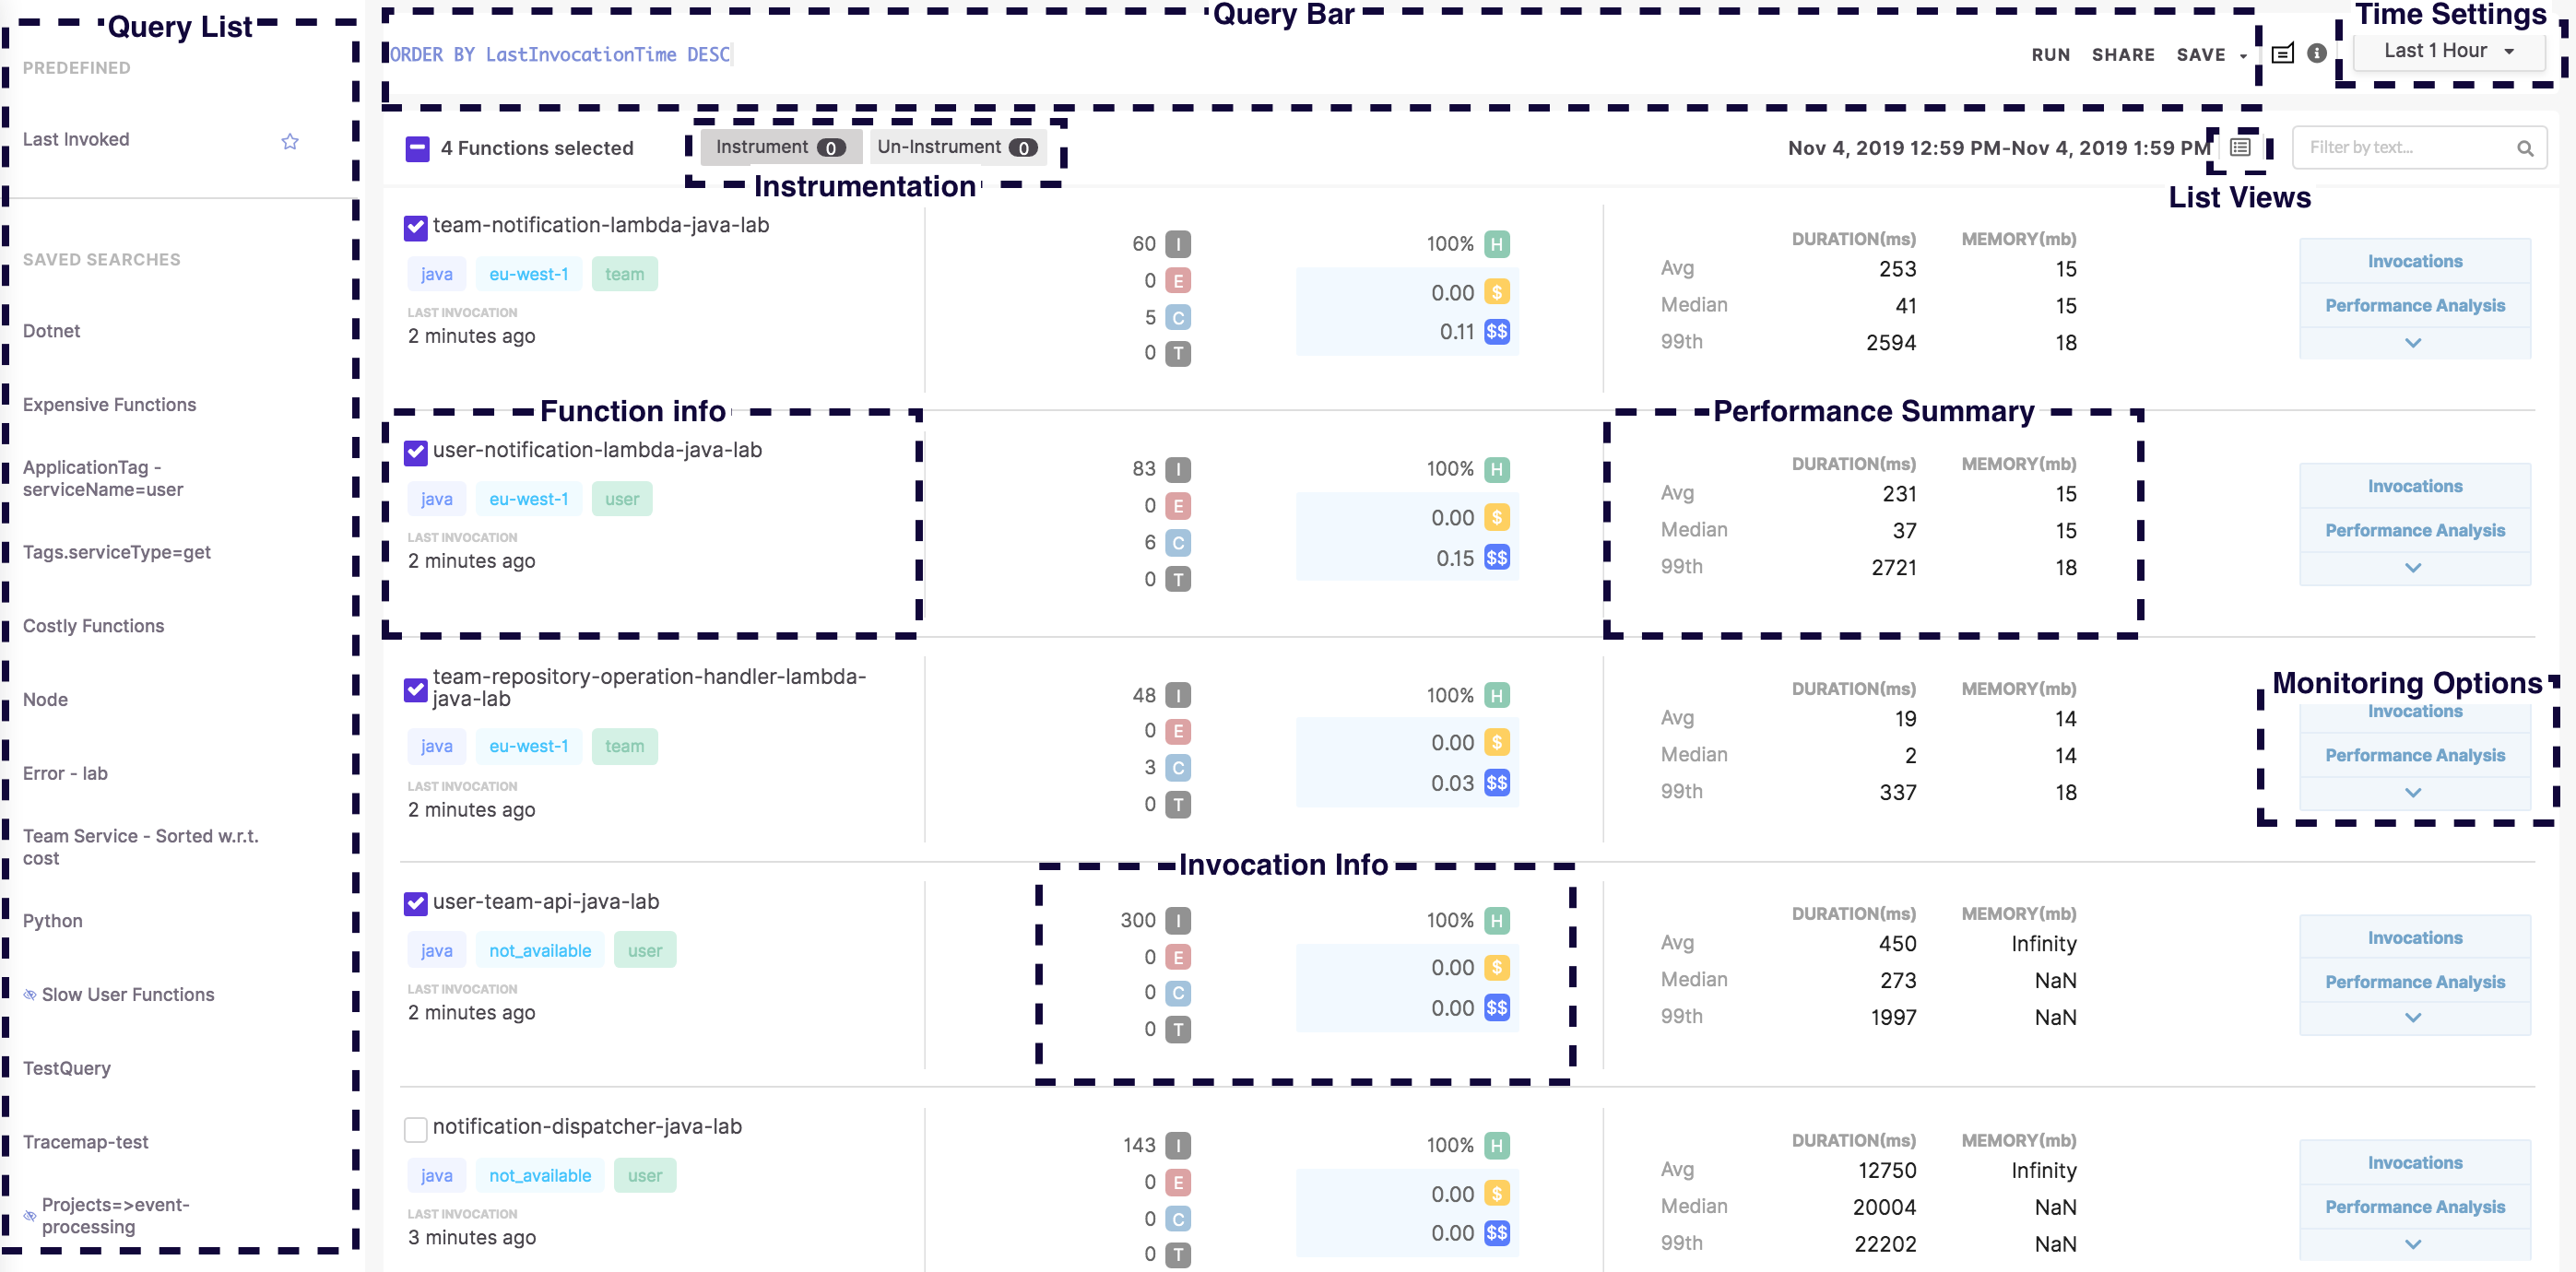 Query List
PREDEFINED
Last Invoked
SAVED SEARCHES
Dotnet
Expensive Functions
ApplicationTag -
serviceName=user
Tags.serviceType=get
Costly Functions
Node
Error - lab
Team Service - Sorted w.r.t.
cost
Python
Slow User Functions
TestQuery
Tracemap-test
Projects=>event-
processing
Query Bar
ORDER BY LastInvocationTime DESC
RUN SHARE SAVE
Time Settings
Last 1 Hour
4 Functions selected
Instrument 0 Un-Instrument 0
Instrumentation
Nov 4, 2019 12:59 PM-Nov 4, 2019 1:59 PM
Filter by text...
List Views
team-notification-lambda-java-lab
java eu-west-1 team
LAST INVOCATION
2 minutes ago
60 I
0 E
5 C
0 T
100% H
0.00 $
0.11 $$
DURATION(ms) MEMORY(mb)
Avg 253 15
Median 41 15
99th 2594 18
Invocations
Performance Analysis
Function info
user-notification-lambda-java-lab
java eu-west-1 user
LAST INVOCATION
2 minutes ago
83 I
0 E
6 C
0 T
100% H
0.00 $
0.15 $$
Performance Summary
DURATION(ms) MEMORY(mb)
Avg 231 15
Median 37 15
99th 2721 18
Invocations
Performance Analysis
team-repository-operation-handler-lambda-
java-lab
java eu-west-1 team
LAST INVOCATION
2 minutes ago
48 I
0 E
3 C
0 T
100% H
0.00 $
0.03 $$
DURATION(ms) MEMORY(mb)
Avg 19 14
Median 2 14
99th 337 18
Monitoring Options
Invocations
Performance Analysis
user-team-api-java-lab
java not_available user
LAST INVOCATION
2 minutes ago
Invocation Info
300 I
0 E
0 C
0 T
100% H
0.00 $
0.00 $$
DURATION(ms) MEMORY(mb)
Avg 450 Infinity
Median 273 NaN
99th 1997 NaN
Invocations
Performance Analysis
notification-dispatcher-java-lab
java not_available user
LAST INVOCATION
3 minutes ago
143 I
0 E
0 C
0 T
100% H
0.00 $
0.00 $$
DURATION(ms) MEMORY(mb)
Avg 12750 Infinity
Median 20004 NaN
99th 22202 NaN
Invocations
Performance Analysis